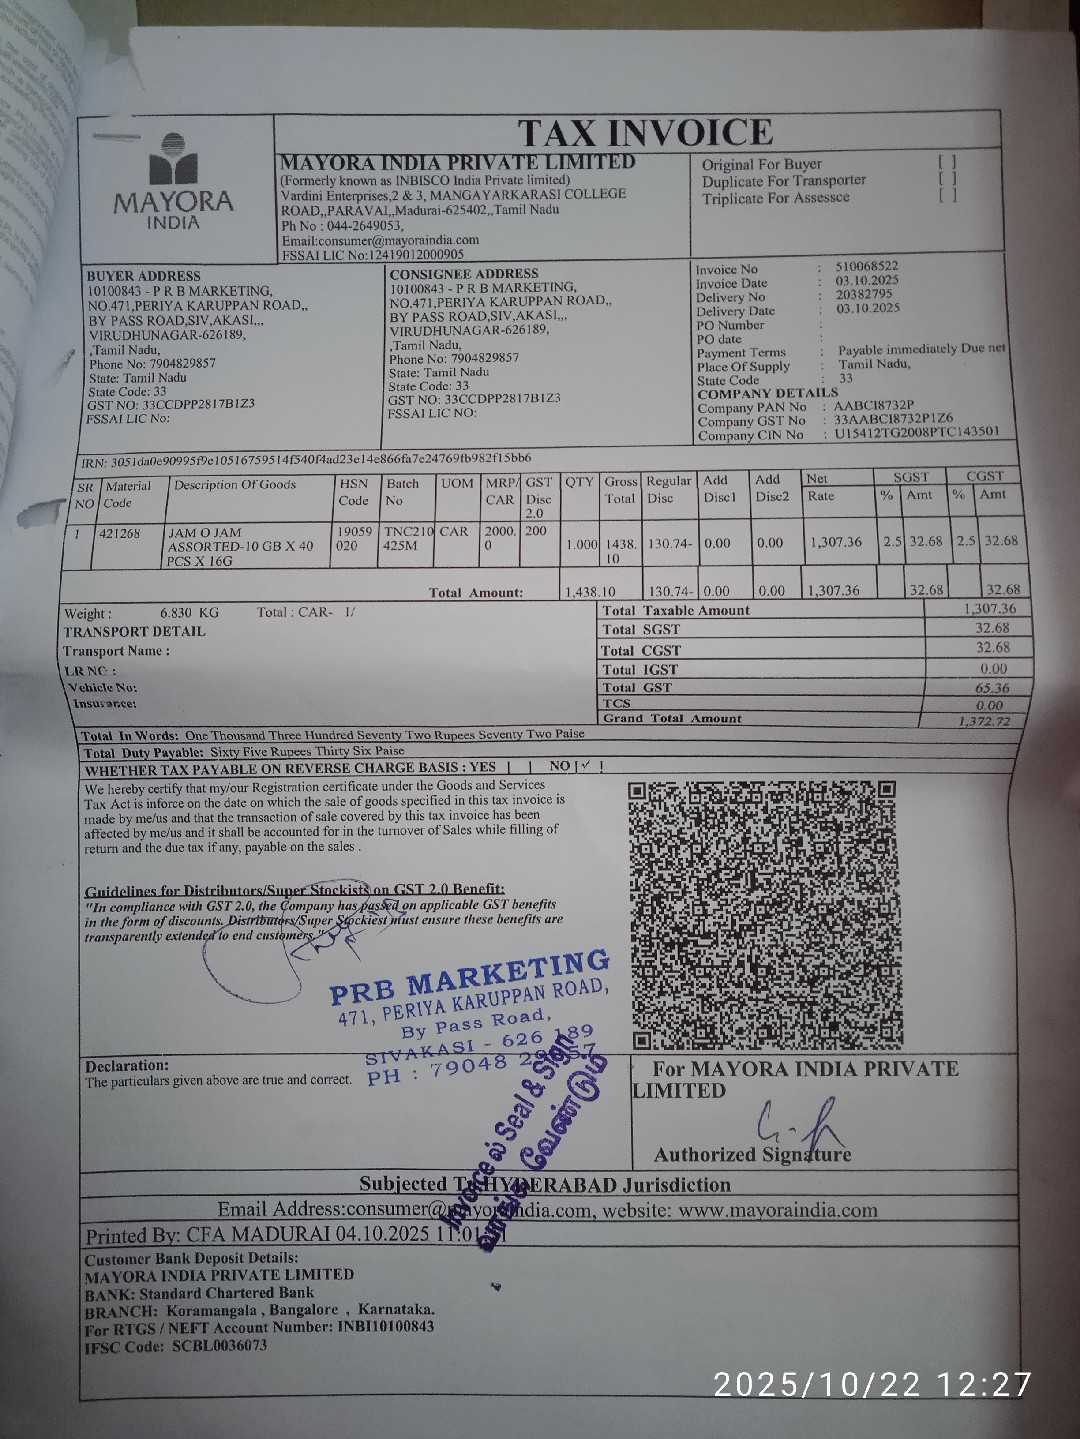 TAX INVOICE
MAYORA
INDIA
MAYORA INDIA PRIVATE LIMITED
(Formerly known as INBISCO India Private limited)
Vardini Enterprises,2 & 3, MANGAYARKARASI COLLEGE
ROAD,,PARAVAI,,Madurai-625402,,Tamil Nadu
Ph No : 044-2649053,
Email:consumer@mayoraindia.com
FSSAI LIC No:12419012000905
Original For Buyer [ ]
Duplicate For Transporter [ ]
Triplicate For Assessce [ ]
BUYER ADDRESS
10100843 - P R B MARKETING,
NO.471,PERIYA KARUPPAN ROAD,,
BY PASS ROAD,SIV,AKASI,,,
VIRUDHUNAGAR-626189,
,Tamil Nadu,
Phone No: 7904829857
State: Tamil Nadu
State Code: 33
GST NO: 33CCDPP2817B1Z3
FSSAI LIC No:
CONSIGNEE ADDRESS
10100843 - P R B MARKETING,
NO.471,PERIYA KARUPPAN ROAD,,
BY PASS ROAD,SIV,AKASI,,,
VIRUDHUNAGAR-626189,
,Tamil Nadu,
Phone No: 7904829857
State: Tamil Nadu
State Code: 33
GST NO: 33CCDPP2817B1Z3
FSSAI LIC NO:
Invoice No : 510068522
Invoice Date : 03.10.2025
Delivery No : 20382795
Delivery Date : 03.10.2025
PO Number :
PO date :
Payment Terms : Payable immediately Due net
Place Of Supply : Tamil Nadu,
State Code : 33
COMPANY DETAILS
Company PAN No : AABCI8732P
Company GST No : 33AABCI8732P1Z6
Company CIN No : U15412TG2008PTC143501
IRN: 3051da0e90995f9e10516759514f540f4ad23e14e866fa7e24769fb982f15bb6
SR NO Material Code Description Of Goods HSN Code Batch No UOM MRP/ CAR GST Disc 2.0 QTY Gross Total Regular Disc Add Disc1 Add Disc2 Net Rate SGST % Amt CGST % Amt
1 421268 JAM O JAM 19059 TNC210 CAR 2000. 200 1.000 1438. 130.74- 0.00 0.00 1,307.36 2.5 32.68 2.5 32.68
ASSORTED-10 GB X 40 020 425M 0 10
PCS X 16G
Total Amount: 1,438.10 130.74- 0.00 0.00 1,307.36 32.68 32.68
Weight : 6.830 KG Total : CAR- 1/
TRANSPORT DETAIL
Transport Name :
LR NO :
Vehicle No:
Insurance:
Total Taxable Amount 1,307.36
Total SGST 32.68
Total CGST 32.68
Total IGST 0.00
Total GST 65.36
TCS 0.00
Grand Total Amount 1,372.72
Total In Words: One Thousand Three Hundred Seventy Two Rupees Seventy Two Paise
Total Duty Payable: Sixty Five Rupees Thirty Six Paise
WHETHER TAX PAYABLE ON REVERSE CHARGE BASIS : YES | | NO |✓ |
We hereby certify that my/our Registration certificate under the Goods and Services
Tax Act is inforce on the date on which the sale of goods specified in this tax invoice is
made by me/us and that the transaction of sale covered by this tax invoice has been
affected by me/us and it shall be accounted for in the turnover of Sales while filling of
return and the due tax if any, payable on the sales .
Guidelines for Distributors/Super Stockists on GST 2.0 Benefit:
"In compliance with GST 2.0, the Company has passed on applicable GST benefits
in the form of discounts. Distributors/Super Stockiest must ensure these benefits are
transparently extended to end customers."
PRB MARKETING
471, PERIYA KARUPPAN ROAD,
By Pass Road,
SIVAKASI - 626 189
PH : 79048 29857
Invoice ல் Seal & Sign
வாங்க வேண்டும்
Declaration:
The particulars given above are true and correct.
For MAYORA INDIA PRIVATE
LIMITED
Authorized Signature
Subjected To HYDERABAD Jurisdiction
Email Address:consumer@mayoraindia.com, website: www.mayoraindia.com
Printed By: CFA MADURAI 04.10.2025
Customer Bank Deposit Details:
MAYORA INDIA PRIVATE LIMITED
BANK: Standard Chartered Bank
BRANCH: Koramangala , Bangalore , Karnataka.
For RTGS / NEFT Account Number: INBI10100843
IFSC Code: SCBL0036073
2025/10/22 12:27